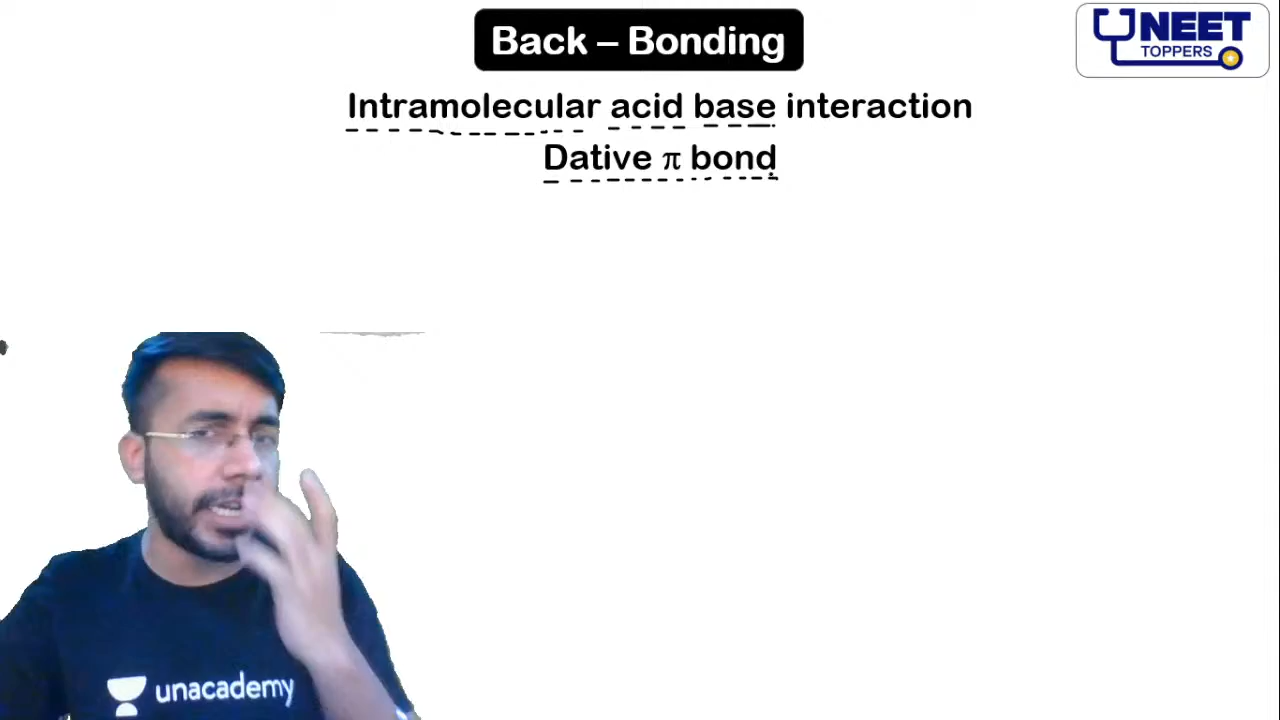 Back – Bonding
NEET
TOPPERS
Intramolecular acid base interaction
Dative π bond
unacademy